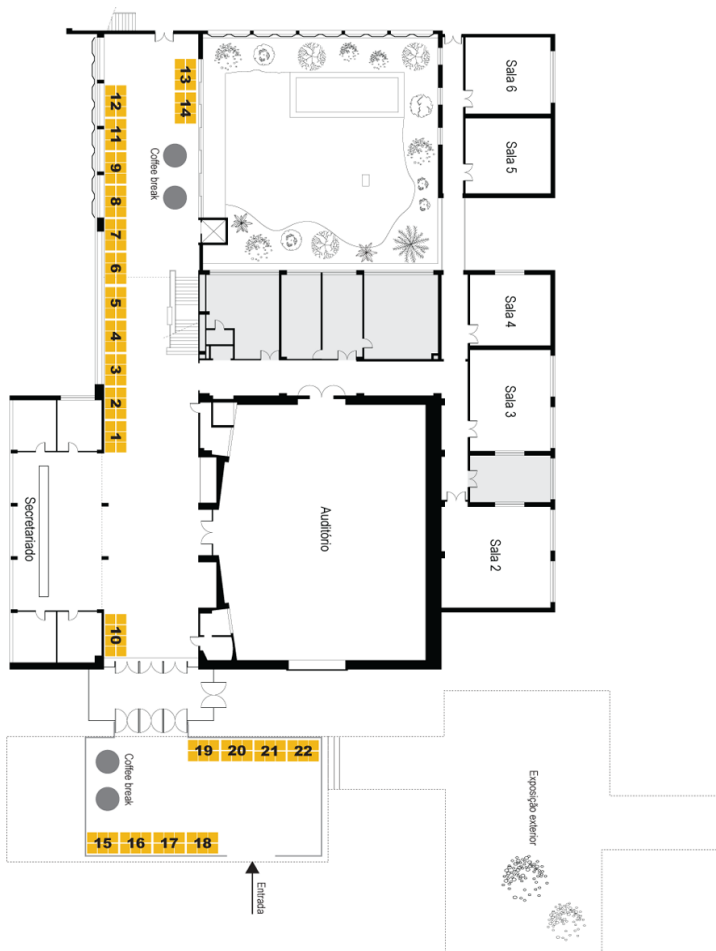 13
14
12
11
9
8
7
6
5
4
3
2
1
10
Coffee break
Sala 6
Sala 5
Sala 4
Sala 3
Sala 2
Auditório
Secretariado
19
20
21
22
Coffee break
15
16
17
18
Entrada
Exposição exterior